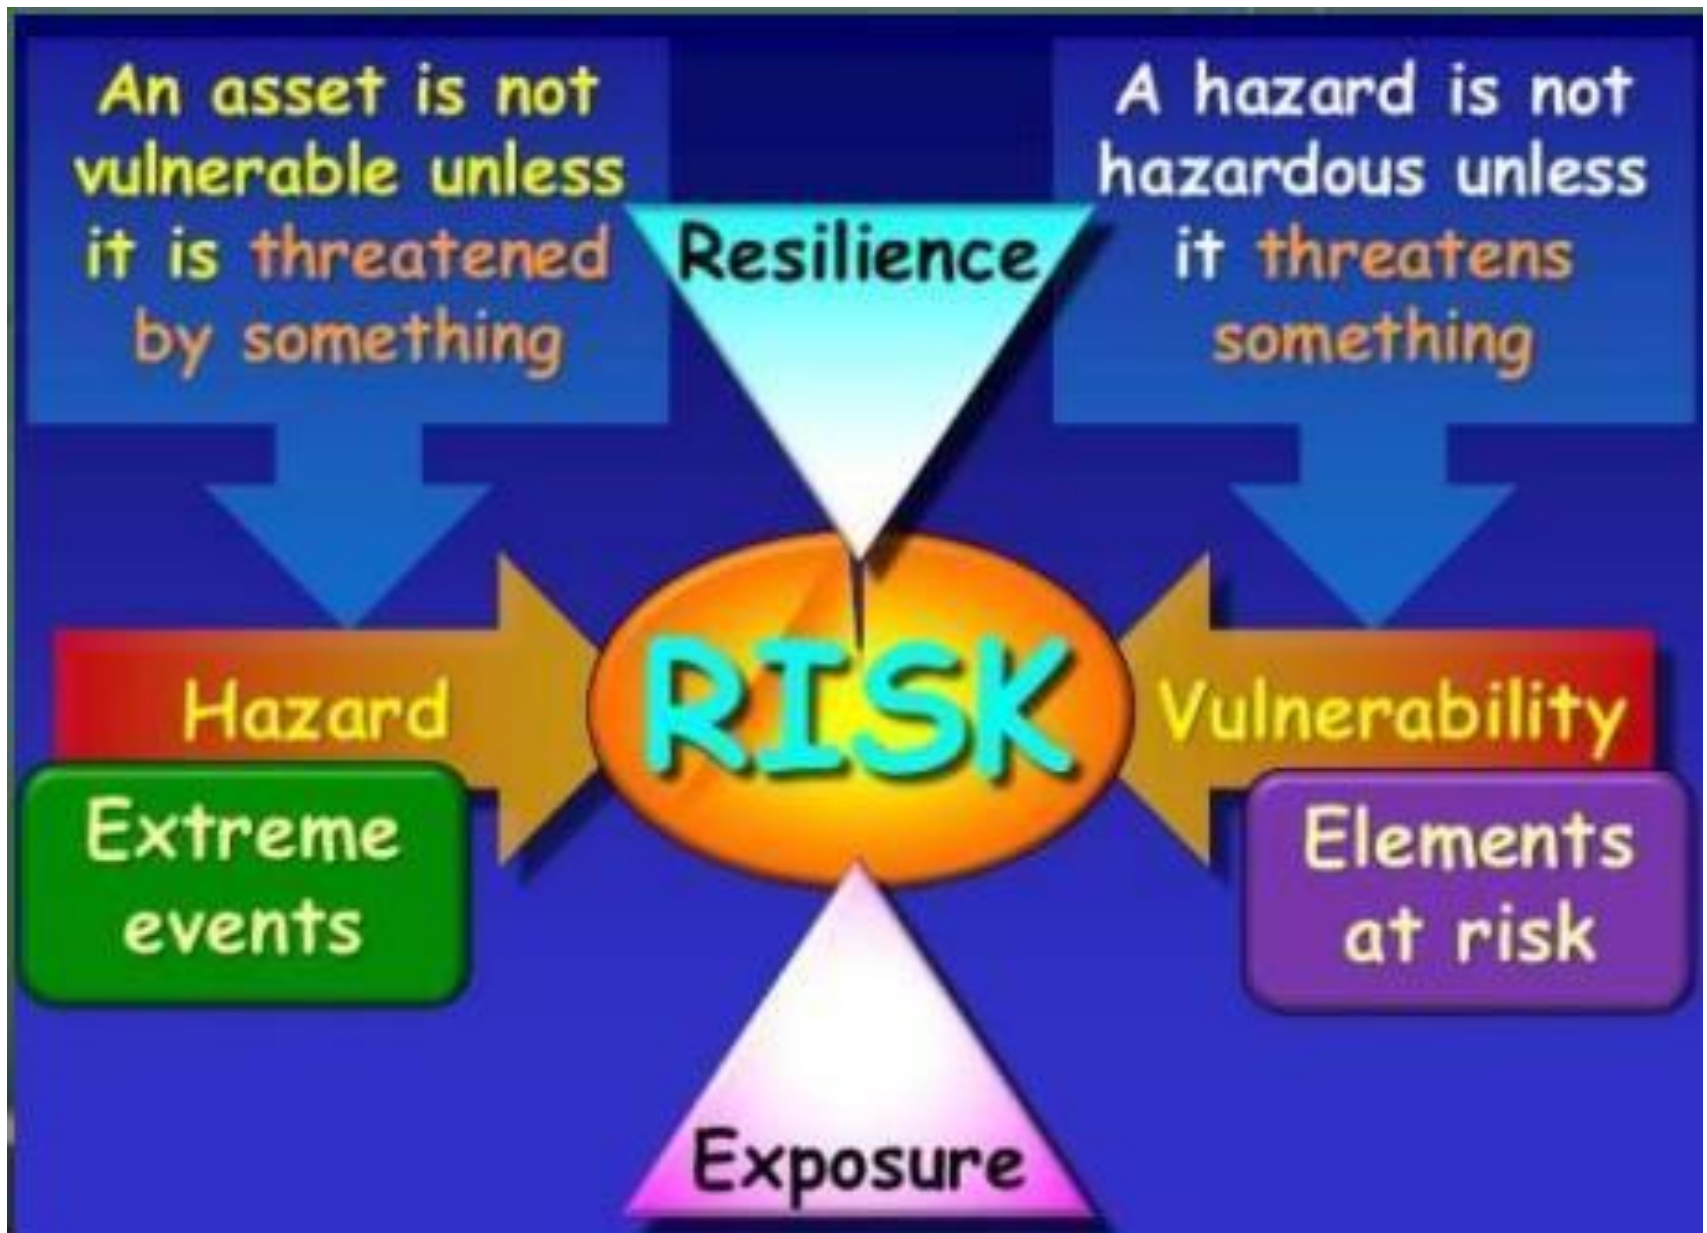 An asset is not
vulnerable unless
it is threatened
by something
A hazard is not
hazardous unless
it threatens
something
Resilience
Hazard
RISK
Vulnerability
Extreme
events
Elements
at risk
Exposure